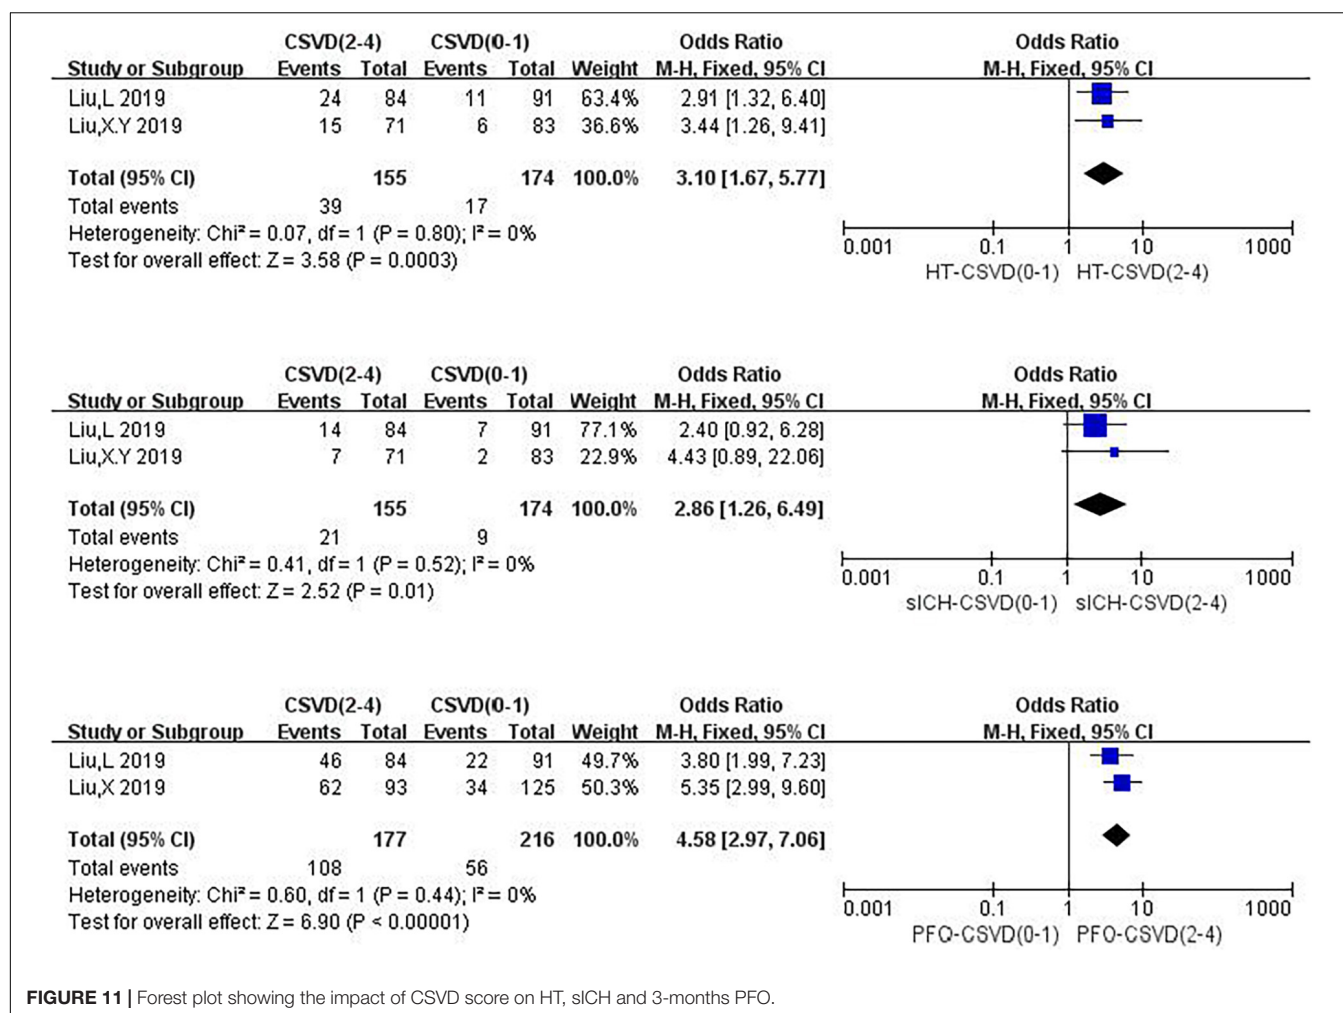 CSVD(2-4) CSVD(0-1) Odds Ratio Odds Ratio
Study or Subgroup Events Total Events Total Weight M-H, Fixed, 95% CI M-H, Fixed, 95% CI
Liu,L 2019 24 84 11 91 63.4% 2.91 [1.32, 6.40]
Liu,X.Y 2019 15 71 6 83 36.6% 3.44 [1.26, 9.41]
Total (95% CI) 155 174 100.0% 3.10 [1.67, 5.77]
Total events 39 17
Heterogeneity: Chi² = 0.07, df = 1 (P = 0.80); I² = 0%
Test for overall effect: Z = 3.58 (P = 0.0003)
0.001 0.1 1 10 1000
HT-CSVD(0-1) HT-CSVD(2-4)
CSVD(2-4) CSVD(0-1) Odds Ratio Odds Ratio
Study or Subgroup Events Total Events Total Weight M-H, Fixed, 95% CI M-H, Fixed, 95% CI
Liu,L 2019 14 84 7 91 77.1% 2.40 [0.92, 6.28]
Liu,X.Y 2019 7 71 2 83 22.9% 4.43 [0.89, 22.06]
Total (95% CI) 155 174 100.0% 2.86 [1.26, 6.49]
Total events 21 9
Heterogeneity: Chi² = 0.41, df = 1 (P = 0.52); I² = 0%
Test for overall effect: Z = 2.52 (P = 0.01)
0.001 0.1 1 10 1000
sICH-CSVD(0-1) sICH-CSVD(2-4)
CSVD(2-4) CSVD(0-1) Odds Ratio Odds Ratio
Study or Subgroup Events Total Events Total Weight M-H, Fixed, 95% CI M-H, Fixed, 95% CI
Liu,L 2019 46 84 22 91 49.7% 3.80 [1.99, 7.23]
Liu,X 2019 62 93 34 125 50.3% 5.35 [2.99, 9.60]
Total (95% CI) 177 216 100.0% 4.58 [2.97, 7.06]
Total events 108 56
Heterogeneity: Chi² = 0.60, df = 1 (P = 0.44); I² = 0%
Test for overall effect: Z = 6.90 (P < 0.00001)
0.001 0.1 1 10 1000
PFO-CSVD(0-1) PFO-CSVD(2-4)
FIGURE 11 | Forest plot showing the impact of CSVD score on HT, sICH and 3-months PFO.